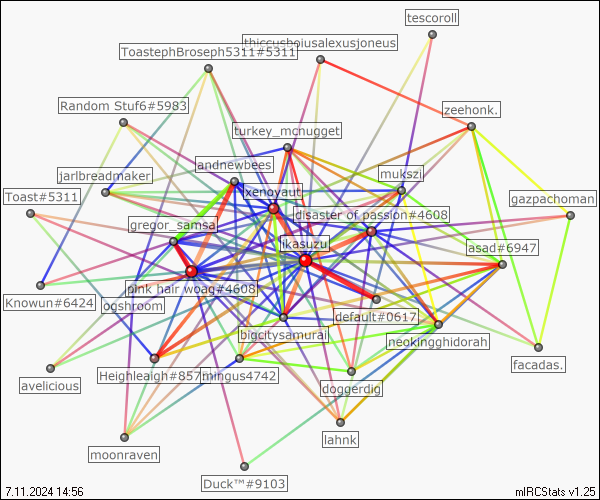 tescoroll
thiccusboiusalexusjoneus
ToastephBroseph5311#5311
Random Stuf6#5983
zeehonk.
turkey_mcnugget
andnewbees
jarlbreadmaker
mukszi
xenoyaut
Toast#5311
gazpachoman
disaster of passion#4608
gregor_samsa
likasuzu
asad#6947
pink hair woag#4608
Knowun#6424
ogshroom
default#0617
bigcitysamurai
neokingghidorah
facadas.
Heighleaigh#857
mingus4742
avelicious
doggerdig
lahnk
moonraven
Duck™#9103
7.11.2024 14:56
mIRCStats v1.25